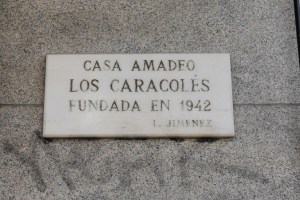 CASA AMADEO
LOS CARACOLES
FUNDADA EN 1942
L. JIMENEZ